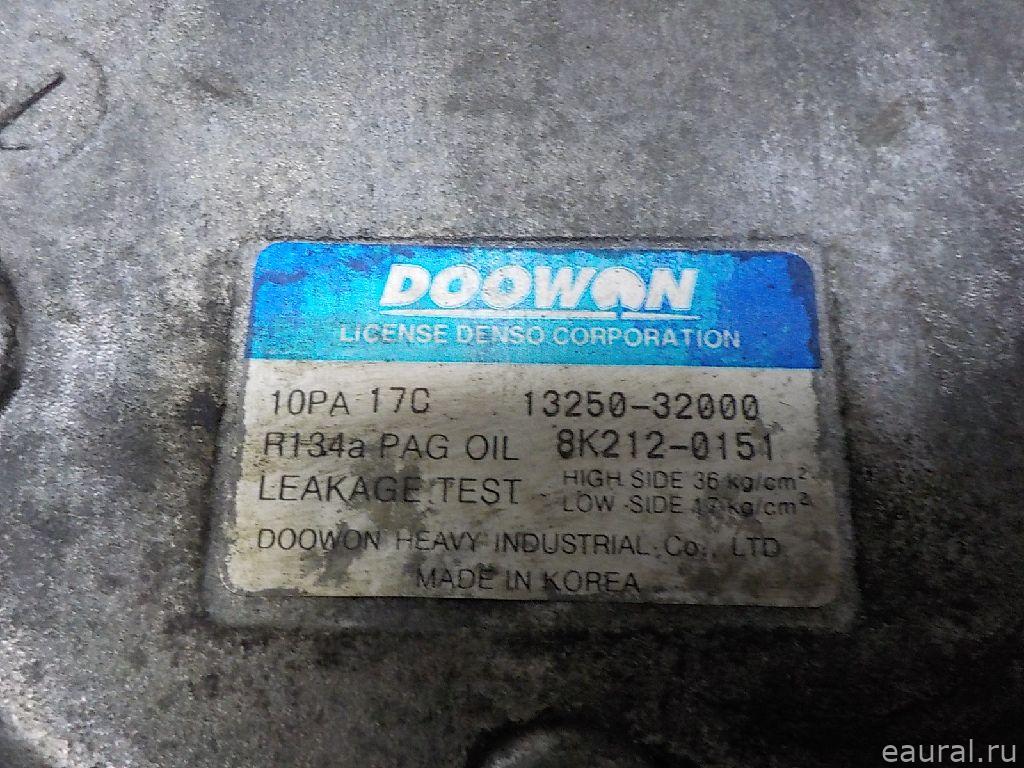 DOOWON
LICENSE DENSO CORPORATION
10PA 17C 13250-32000
R134a PAG OIL 8K212-0151
LEAKAGE TEST HIGH SIDE 36 kg/cm²
LOW SIDE 17 kg/cm²
DOOWON HEAVY INDUSTRIAL Co., LTD
MADE IN KOREA
eaural.ru